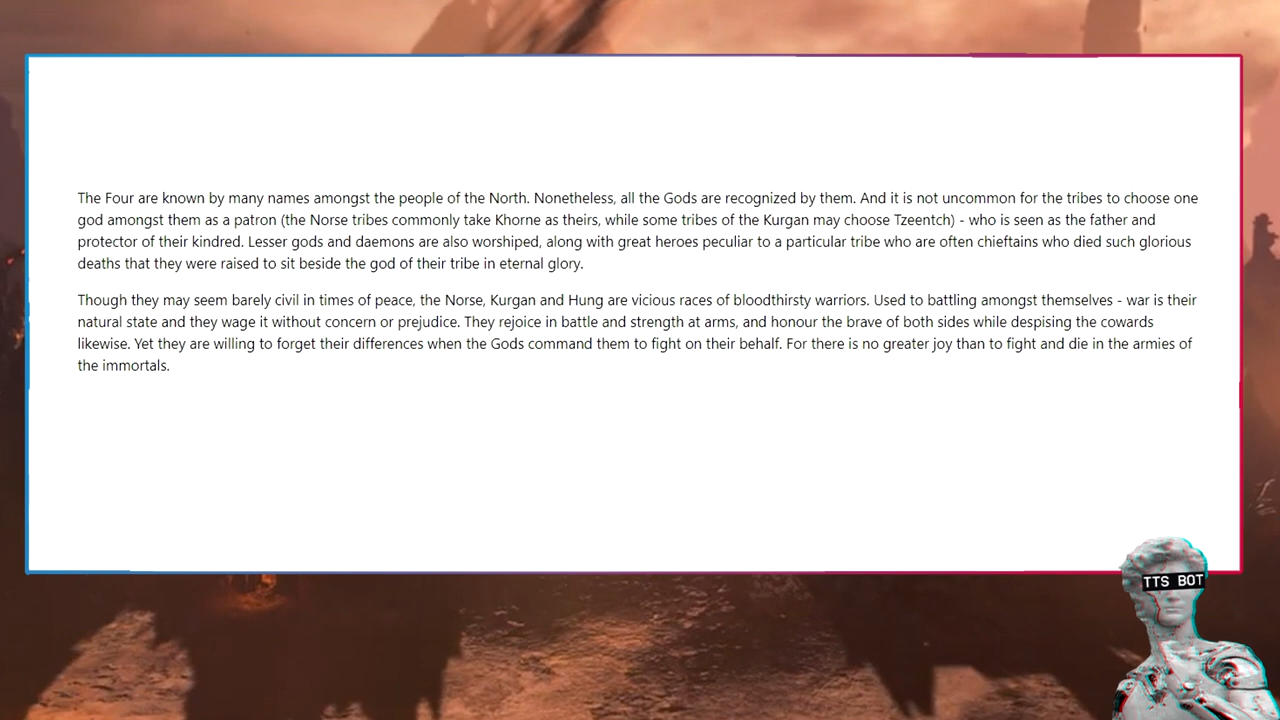 The Four are known by many names amongst the people of the North. Nonetheless, all the Gods are recognized by them. And it is not uncommon for the tribes to choose one
god amongst them as a patron (the Norse tribes commonly take Khorne as theirs, while some tribes of the Kurgan may choose Tzeentch) - who is seen as the father and
protector of their kindred. Lesser gods and daemons are also worshiped, along with great heroes peculiar to a particular tribe who are often chieftains who died such glorious
deaths that they were raised to sit beside the god of their tribe in eternal glory.
Though they may seem barely civil in times of peace, the Norse, Kurgan and Hung are vicious races of bloodthirsty warriors. Used to battling amongst themselves - war is their
natural state and they wage it without concern or prejudice. They rejoice in battle and strength at arms, and honour the brave of both sides while despising the cowards
likewise. Yet they are willing to forget their differences when the Gods command them to fight on their behalf. For there is no greater joy than to fight and die in the armies of
the immortals.
TTS BOT